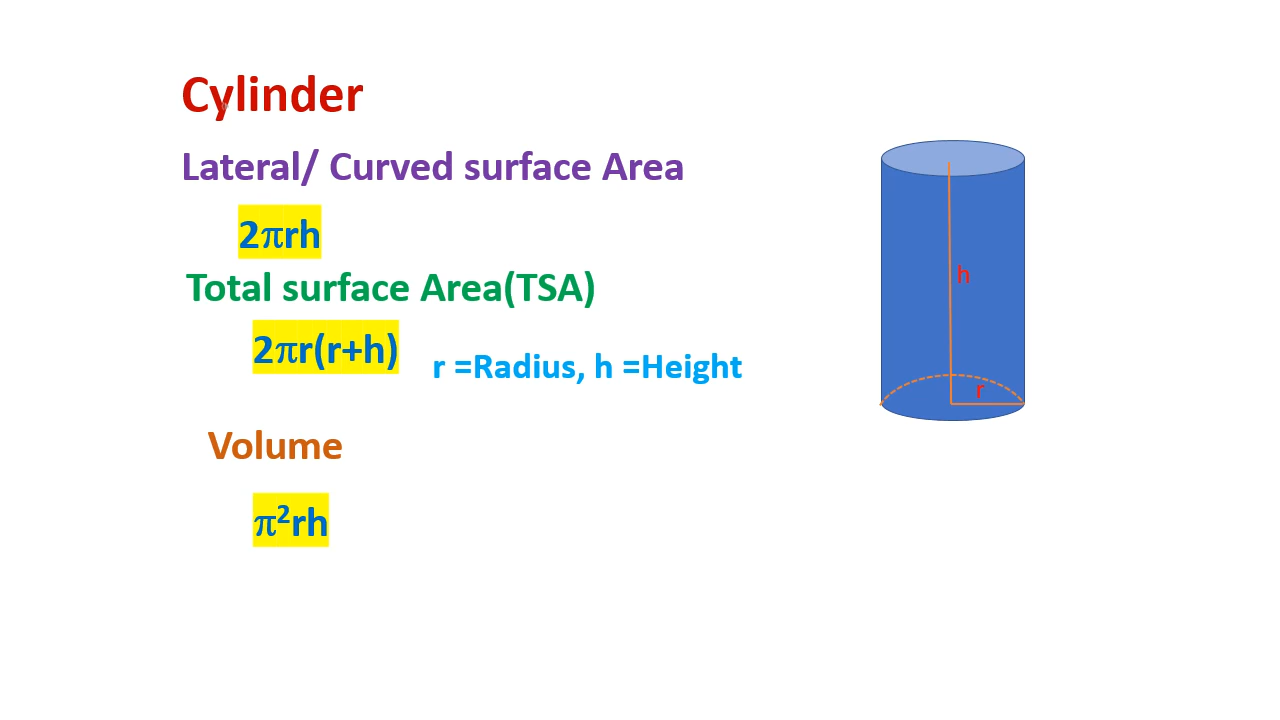 Cylinder
Lateral/ Curved surface Area
2πrh
Total surface Area(TSA)
2πr(r+h)
r =Radius, h =Height
Volume
π²rh
h
r